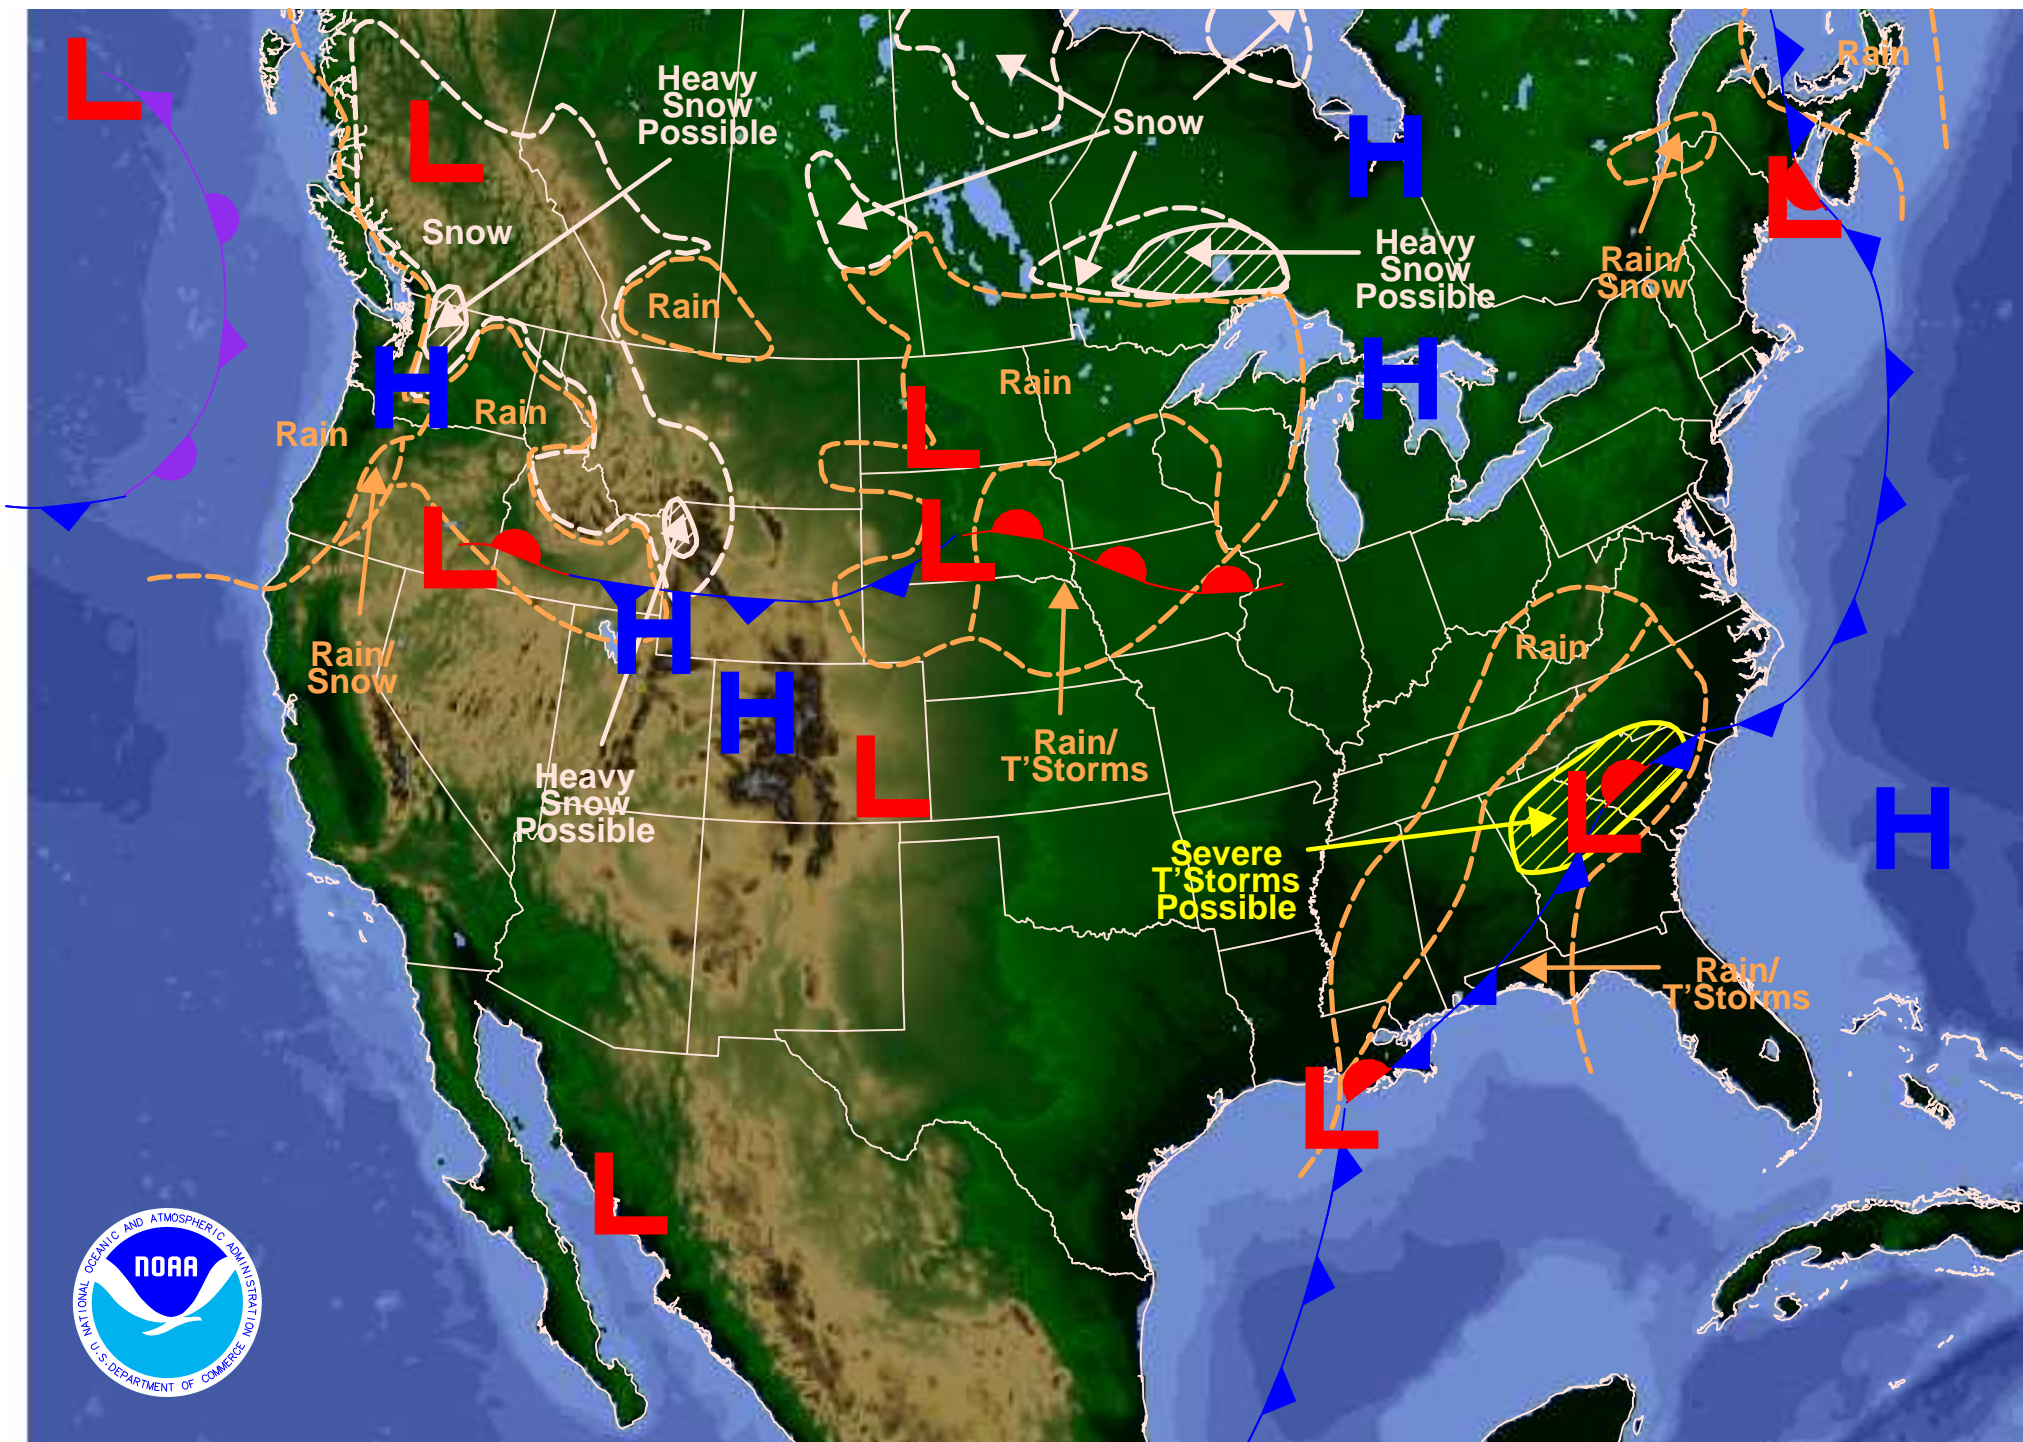 L
Rain
Heavy
Snow
Possible
L
Snow
H
L
Snow
Heavy
Snow
Possible
Rain/
Snow
Rain
H
H
Rain
Rain
Rain
L
L
L
Rain/
Snow
H
H
Rain
Heavy
Snow
Possible
L
Rain/
T'Storms
L
H
Severe
T'Storms
Possible
Rain/
T'Storms
L
L
NATIONAL OCEANIC AND ATMOSPHERIC ADMINISTRATION
NOAA
U.S. DEPARTMENT OF COMMERCE